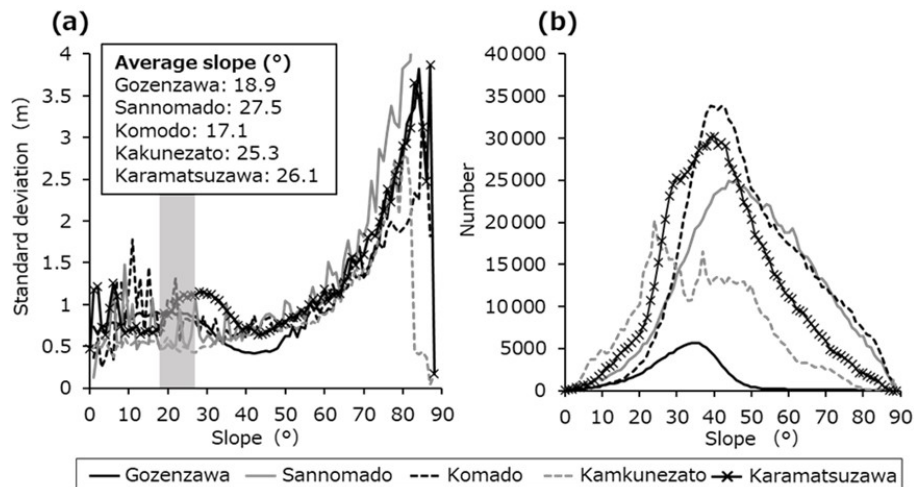 (a)
Average slope (°)
Gozenzawa: 18.9
Sannomado: 27.5
Komodo: 17.1
Kakunezato: 25.3
Karamatsuzawa: 26.1
Standard deviation (m)
4
3.5
3
2.5
2
1.5
1
0.5
0
0 10 20 30 40 50 60 70 80 90
Slope (°)
(b)
Number
40000
35000
30000
25000
20000
15000
10000
5000
0
0 10 20 30 40 50 60 70 80 90
Slope (°)
Gozenzawa Sannomado Komado Kamkunezato Karamatsuzawa